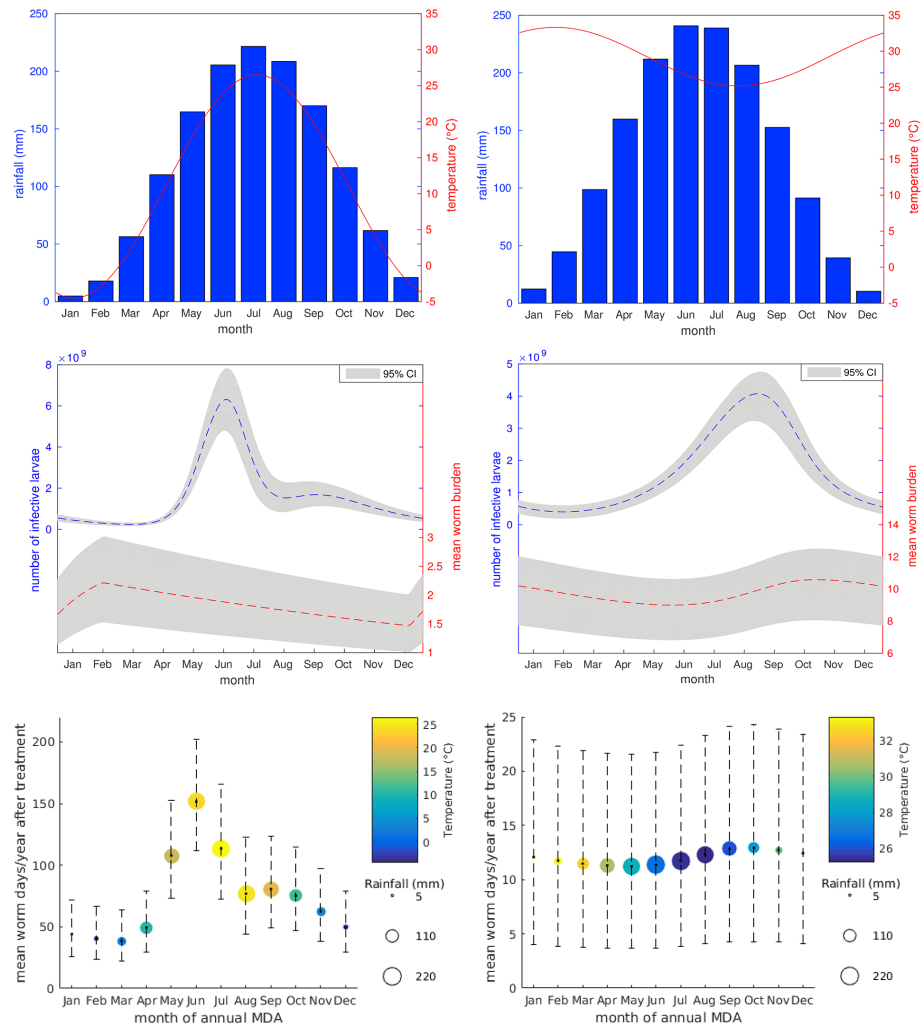 250
200
150
100
50
0
rainfall (mm)
35
30
25
20
15
10
5
0
-5
temperature (°C)
Jan Feb Mar Apr May Jun Jul Aug Sep Oct Nov Dec
month
250
200
150
100
50
0
rainfall (mm)
35
30
25
20
15
10
5
0
-5
temperature (°C)
Jan Feb Mar Apr May Jun Jul Aug Sep Oct Nov Dec
month
×10 9
8
6
4
2
0
number of infective larvae
95% CI
3
2.5
2
1.5
1
mean worm burden
Jan Feb Mar Apr May Jun Jul Aug Sep Oct Nov Dec
month
×10 9
5
4
3
2
1
0
number of infective larvae
95% CI
14
12
10
8
6
mean worm burden
Jan Feb Mar Apr May Jun Jul Aug Sep Oct Nov Dec
month
200
150
100
50
0
mean worm days/year after treatment
Jan Feb Mar Apr May Jun Jul Aug Sep Oct Nov Dec
month of annual MDA
25
20
15
10
5
0
Temperature (°C)
Rainfall (mm)
5
110
220
25
20
15
10
5
0
mean worm days/year after treatment
Jan Feb Mar Apr May Jun Jul Aug Sep Oct Nov Dec
month of annual MDA
32
30
28
26
Temperature (°C)
Rainfall (mm)
5
110
220